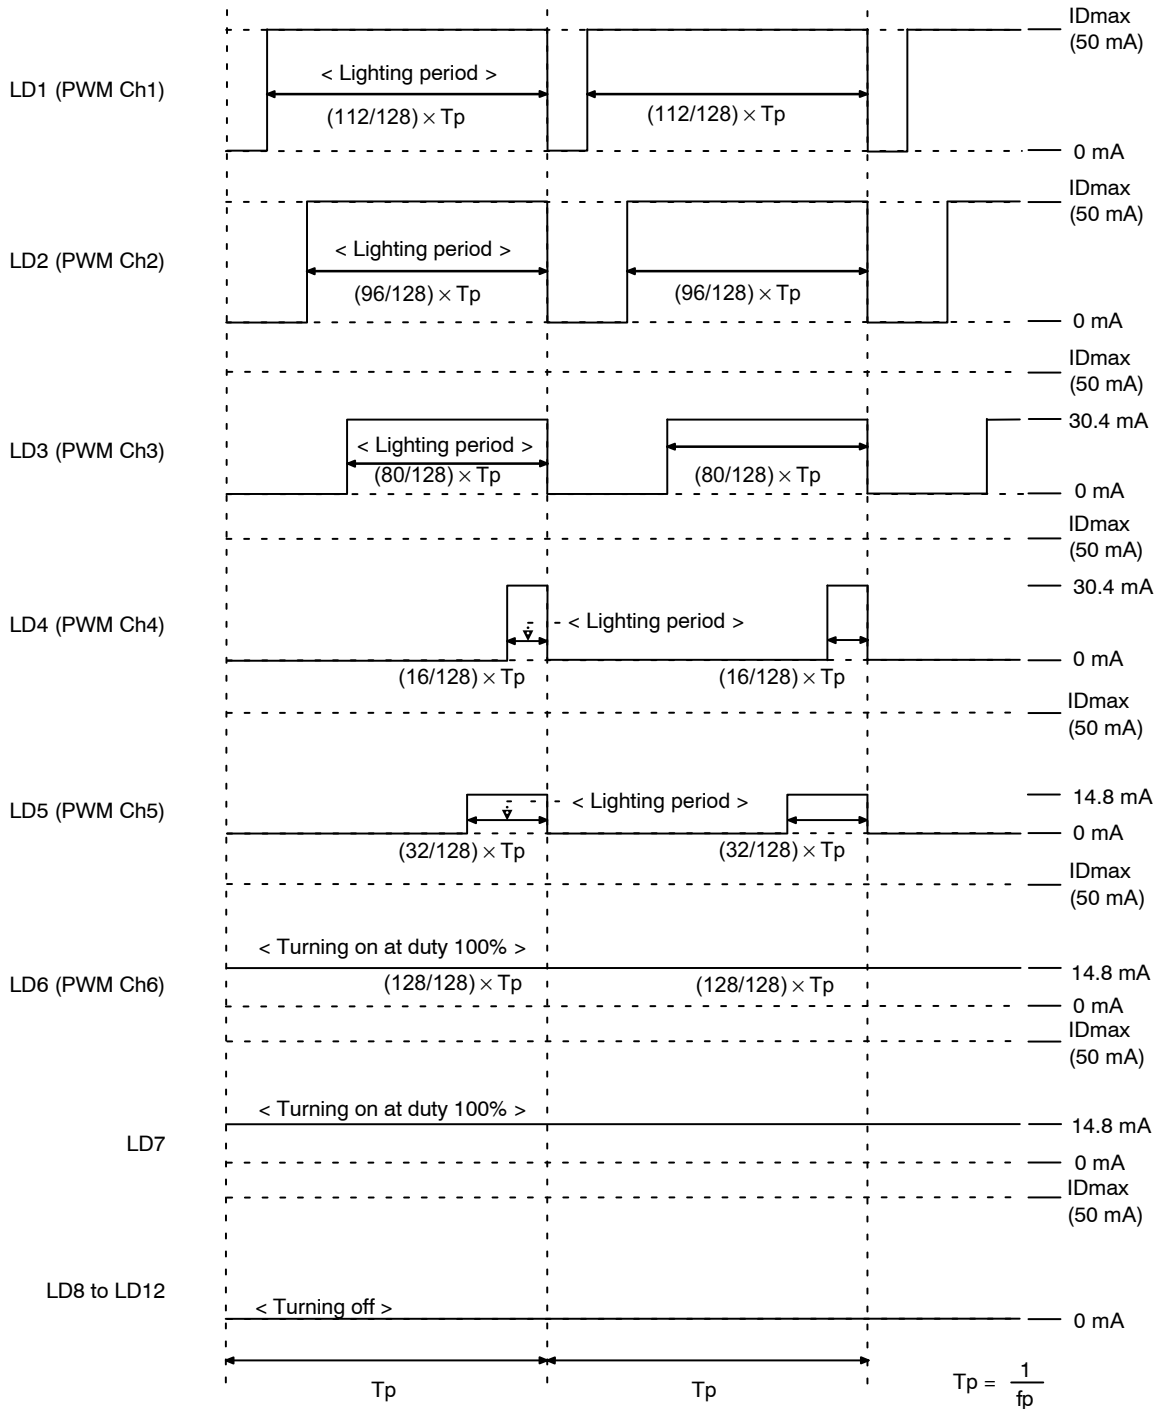 IDmax
(50 mA)
LD1 (PWM Ch1)
< Lighting period >
(112/128) × Tp
(112/128) × Tp
0 mA
IDmax
(50 mA)
LD2 (PWM Ch2)
< Lighting period >
(96/128) × Tp
(96/128) × Tp
0 mA
IDmax
(50 mA)
30.4 mA
LD3 (PWM Ch3)
< Lighting period >
(80/128) × Tp
(80/128) × Tp
0 mA
IDmax
(50 mA)
30.4 mA
LD4 (PWM Ch4)
< Lighting period >
0 mA
(16/128) × Tp
(16/128) × Tp
IDmax
(50 mA)
LD5 (PWM Ch5)
< Lighting period >
14.8 mA
0 mA
(32/128) × Tp
(32/128) × Tp
IDmax
(50 mA)
< Turning on at duty 100% >
LD6 (PWM Ch6)
(128/128) × Tp
(128/128) × Tp
14.8 mA
0 mA
IDmax
(50 mA)
< Turning on at duty 100% >
14.8 mA
LD7
0 mA
IDmax
(50 mA)
LD8 to LD12
< Turning off >
0 mA
Tp
Tp
Tp = 1
fp